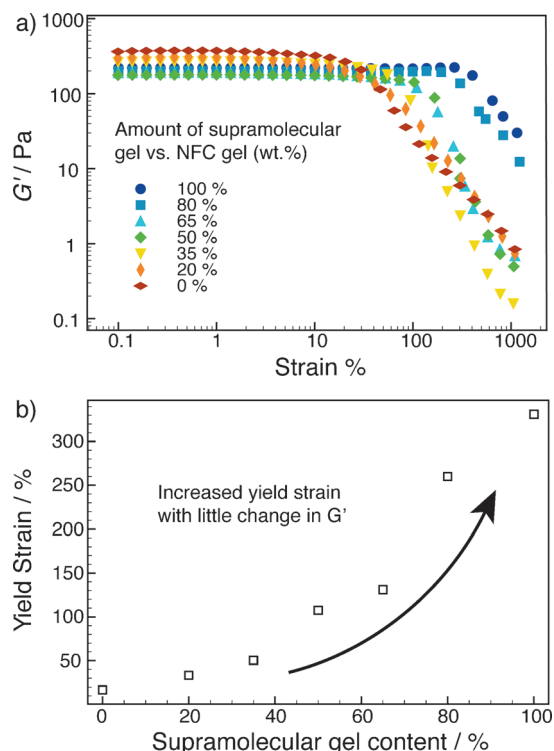 a)
1000
100
10
1
0.1
G' / Pa
Amount of supramolecular
gel vs. NFC gel (wt.%)
100 %
80 %
65 %
50 %
35 %
20 %
0 %
0.1 1 10 100 1000
Strain %
b)
300
250
200
150
100
50
Yield Strain / %
Increased yield strain
with little change in G'
0 20 40 60 80 100
Supramolecular gel content / %